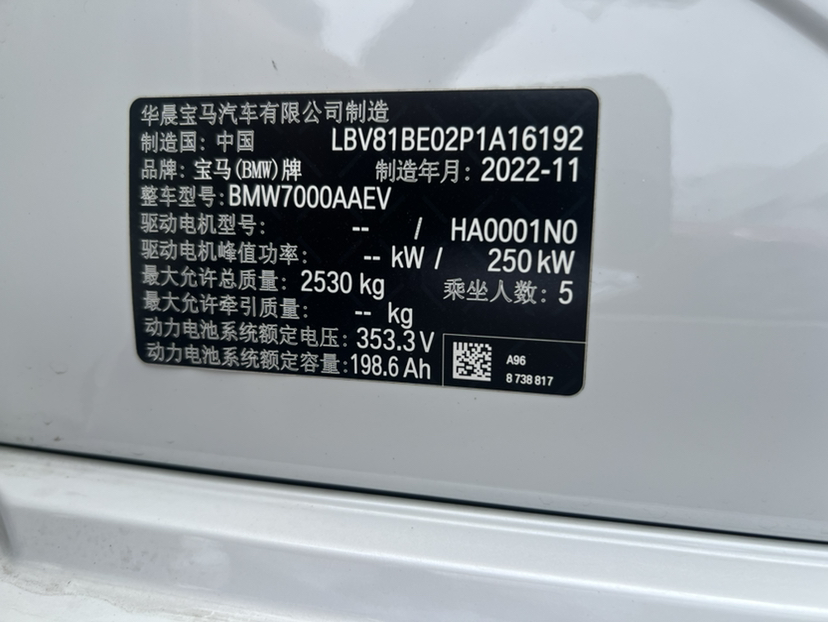 华晨宝马汽车有限公司制造
制造国: 中国 LBV81BE02P1A16192
品牌: 宝马(BMW)牌 制造年月: 2022-11
整车型号: BMW7000AAEV
驱动电机型号: -- / HA0001N0
驱动电机峰值功率: -- kW / 250 kW
最大允许总质量: 2530 kg 乘坐人数: 5
最大允许牵引质量: -- kg
动力电池系统额定电压: 353.3 V
动力电池系统额定容量: 198.6 Ah
A96
8 738 817